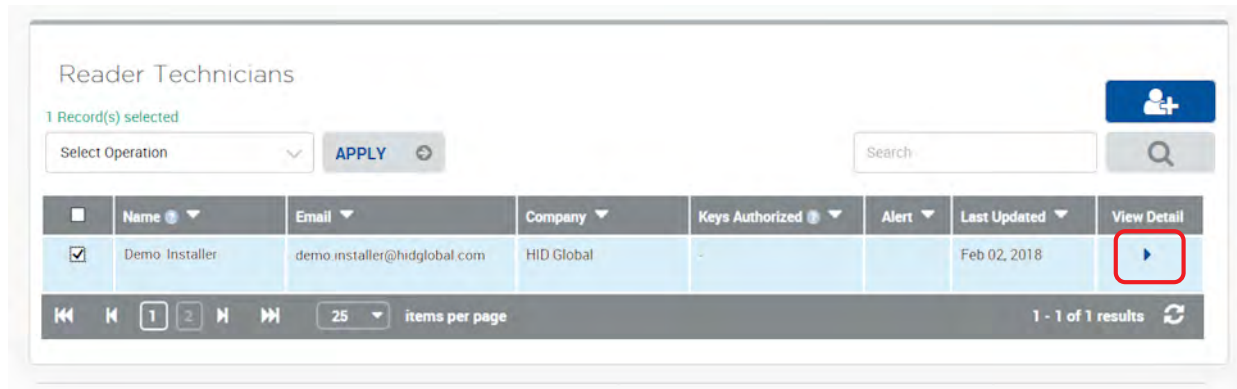 Reader Technicians
1 Record(s) selected
Select Operation APPLY Search
Name Email Company Keys Authorized Alert Last Updated View Detail
Demo Installer demo.installer@hidglobal.com HID Global - Feb 02, 2018
1 2 25 items per page 1 - 1 of 1 results